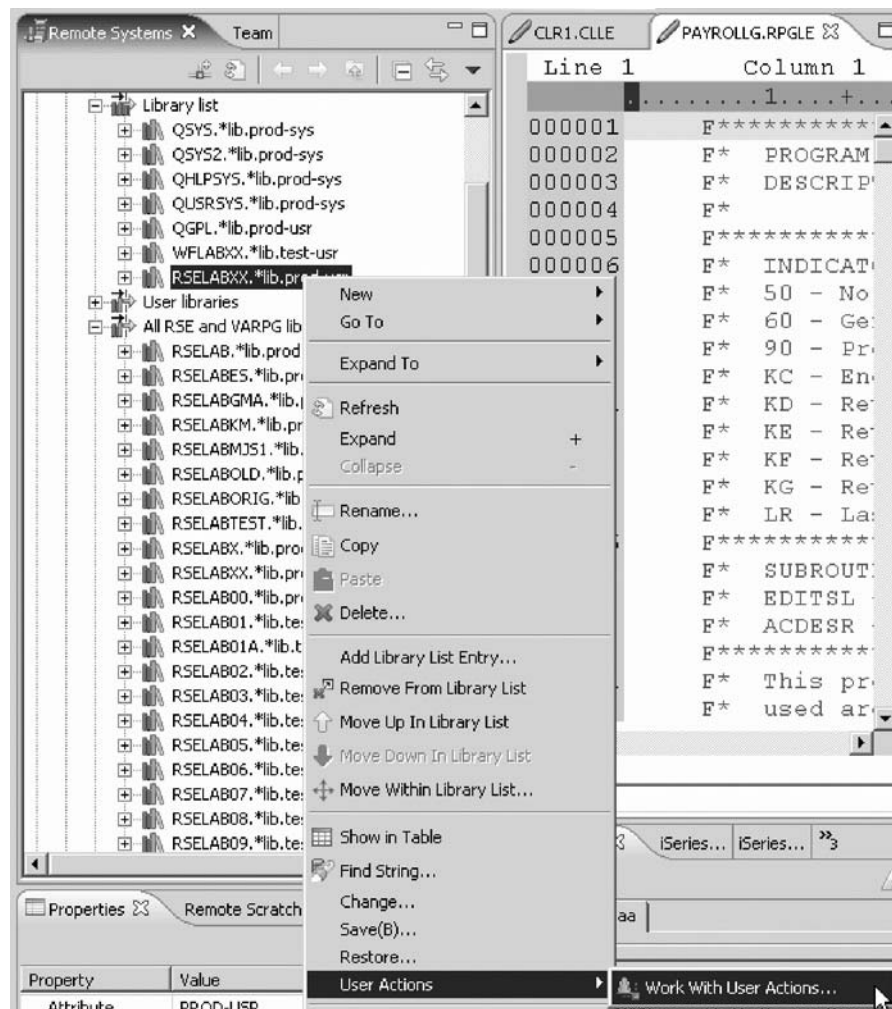 Remote Systems Team
Library list
QSYS.*lib.prod-sys
QSYS2.*lib.prod-sys
QHLPSYS.*lib.prod-sys
QUSRSYS.*lib.prod-sys
QGPL.*lib.prod-usr
WFLABXX.*lib.test-usr
RSELABXX.*lib.prod-usr
User libraries
All RSE and VARPG lib
RSELAB.*lib.prod
RSELABES.*lib.pr
RSELABGMA.*lib.
RSELABKM.*lib.pr
RSELABMJS1.*lib.
RSELABOLD.*lib.p
RSELABORIG.*lib
RSELABTEST.*lib.
RSELABX.*lib.pro
RSELABXX.*lib.pr
RSELAB00.*lib.pr
RSELAB01.*lib.te
RSELAB01A.*lib.t
RSELAB02.*lib.te
RSELAB03.*lib.te
RSELAB04.*lib.te
RSELAB05.*lib.te
RSELAB06.*lib.te
RSELAB07.*lib.te
RSELAB08.*lib.te
RSELAB09.*lib.te
New
Go To
Expand To
Refresh
Expand +
Collapse -
Rename...
Copy
Paste
Delete...
Add Library List Entry...
Remove From Library List
Move Up In Library List
Move Down In Library List
Move Within Library List...
Show in Table
Find String...
Change...
Save(B)...
Restore...
User Actions
Work With User Actions...
CLR1.CLLE PAYROLLG.RPGLE
Line 1 Column 1
.........1....+..
000001 F***********
000002 F* PROGRAM
000003 F* DESCRIP
000004 F*
000005 F***********
000006 F* INDICAT
F* 50 - No
F* 60 - Ge
F* 90 - Pr
F* KC - En
F* KD - Re
F* KE - Re
F* KF - Re
F* KG - Re
F* LR - La
F***********
F* SUBROUT
F* EDITSL -
F* ACDESR -
F***********
F* This pr
F* used ar
iSeries... iSeries... »3
aa
Properties Remote Scratch
Property Value
Attribute PROD-USR